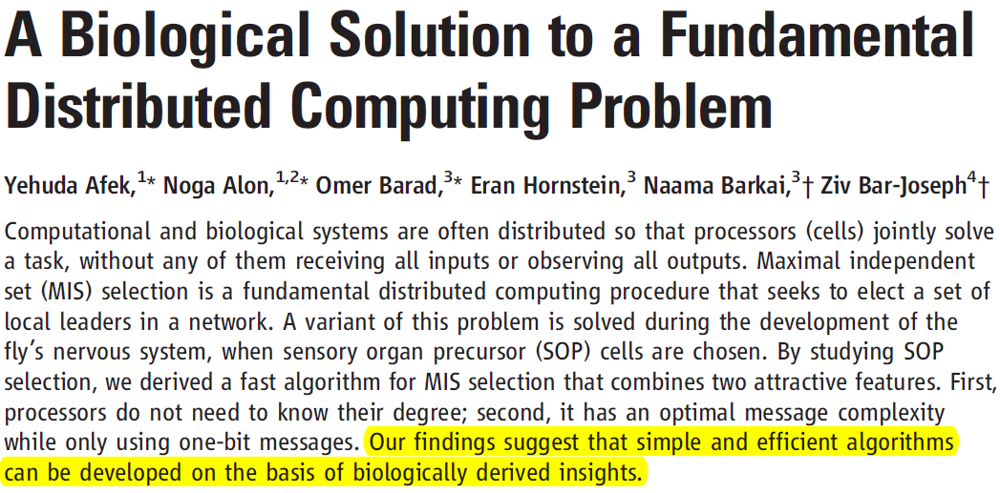 A Biological Solution to a Fundamental
Distributed Computing Problem
Yehuda Afek,1* Noga Alon,1,2* Omer Barad,3* Eran Hornstein,3 Naama Barkai,3† Ziv Bar-Joseph4†
Computational and biological systems are often distributed so that processors (cells) jointly solve
a task, without any of them receiving all inputs or observing all outputs. Maximal independent
set (MIS) selection is a fundamental distributed computing procedure that seeks to elect a set of
local leaders in a network. A variant of this problem is solved during the development of the
fly’s nervous system, when sensory organ precursor (SOP) cells are chosen. By studying SOP
selection, we derived a fast algorithm for MIS selection that combines two attractive features. First,
processors do not need to know their degree; second, it has an optimal message complexity
while only using one-bit messages. Our findings suggest that simple and efficient algorithms
can be developed on the basis of biologically derived insights.